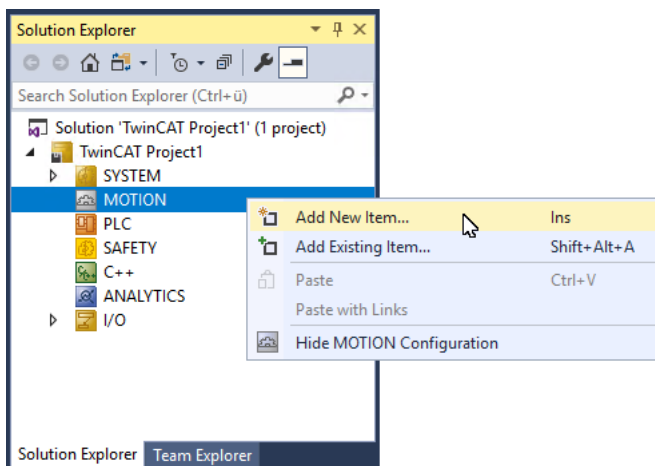 Solution Explorer
Search Solution Explorer (Ctrl+ü)
Solution 'TwinCAT Project1' (1 project)
TwinCAT Project1
SYSTEM
MOTION
PLC
SAFETY
C++
ANALYTICS
I/O
Add New Item... Ins
Add Existing Item... Shift+Alt+A
Paste Ctrl+V
Paste with Links
Hide MOTION Configuration
Solution Explorer Team Explorer